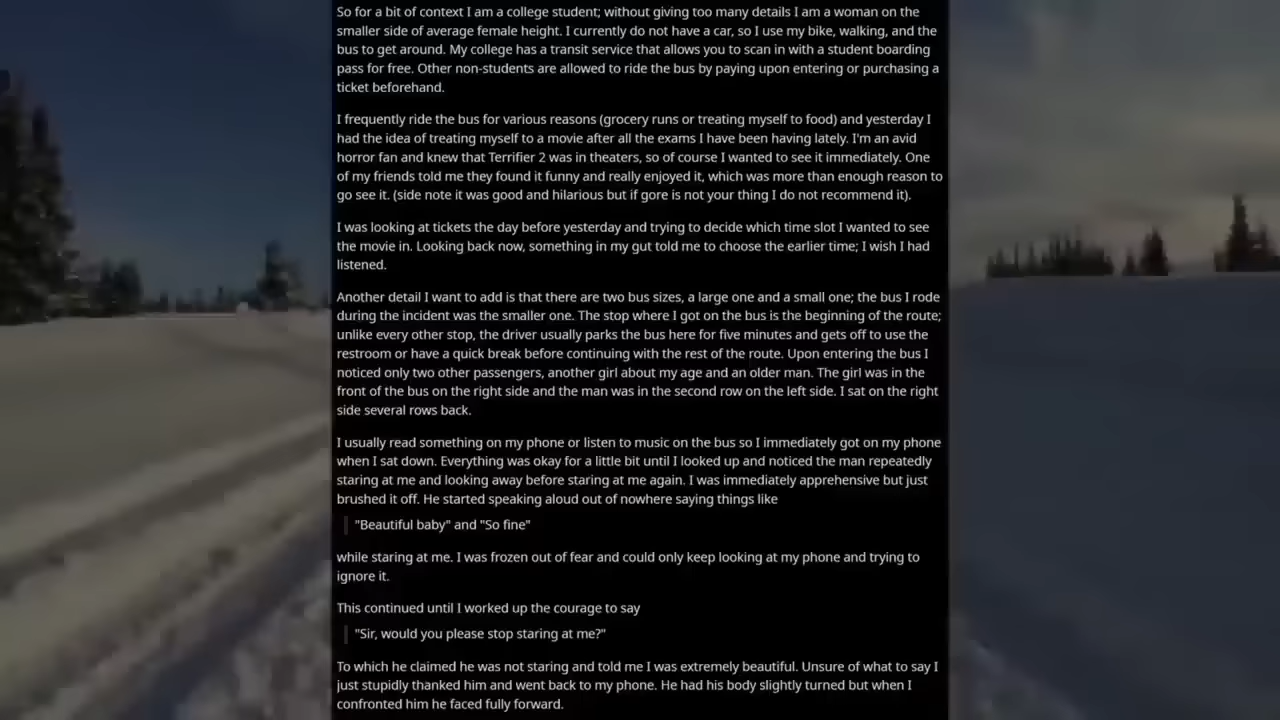 So for a bit of context I am a college student; without giving too many details I am a woman on the
smaller side of average female height. I currently do not have a car, so I use my bike, walking, and the
bus to get around. My college has a transit service that allows you to scan in with a student boarding
pass for free. Other non-students are allowed to ride the bus by paying upon entering or purchasing a
ticket beforehand.
I frequently ride the bus for various reasons (grocery runs or treating myself to food) and yesterday I
had the idea of treating myself to a movie after all the exams I have been having lately. I'm an avid
horror fan and knew that Terrifier 2 was in theaters, so of course I wanted to see it immediately. One
of my friends told me they found it funny and really enjoyed it, which was more than enough reason to
go see it. (side note it was good and hilarious but if gore is not your thing I do not recommend it).
I was looking at tickets the day before yesterday and trying to decide which time slot I wanted to see
the movie in. Looking back now, something in my gut told me to choose the earlier time; I wish I had
listened.
Another detail I want to add is that there are two bus sizes, a large one and a small one; the bus I rode
during the incident was the smaller one. The stop where I got on the bus is the beginning of the route;
unlike every other stop, the driver usually parks the bus here for five minutes and gets off to use the
restroom or have a quick break before continuing with the rest of the route. Upon entering the bus I
noticed only two other passengers, another girl about my age and an older man. The girl was in the
front of the bus on the right side and the man was in the second row on the left side. I sat on the right
side several rows back.
I usually read something on my phone or listen to music on the bus so I immediately got on my phone
when I sat down. Everything was okay for a little bit until I looked up and noticed the man repeatedly
staring at me and looking away before staring at me again. I was immediately apprehensive but just
brushed it off. He started speaking aloud out of nowhere saying things like
"Beautiful baby" and "So fine"
while staring at me. I was frozen out of fear and could only keep looking at my phone and trying to
ignore it.
This continued until I worked up the courage to say
"Sir, would you please stop staring at me?"
To which he claimed he was not staring and told me I was extremely beautiful. Unsure of what to say I
just stupidly thanked him and went back to my phone. He had his body slightly turned but when I
confronted him he faced fully forward.